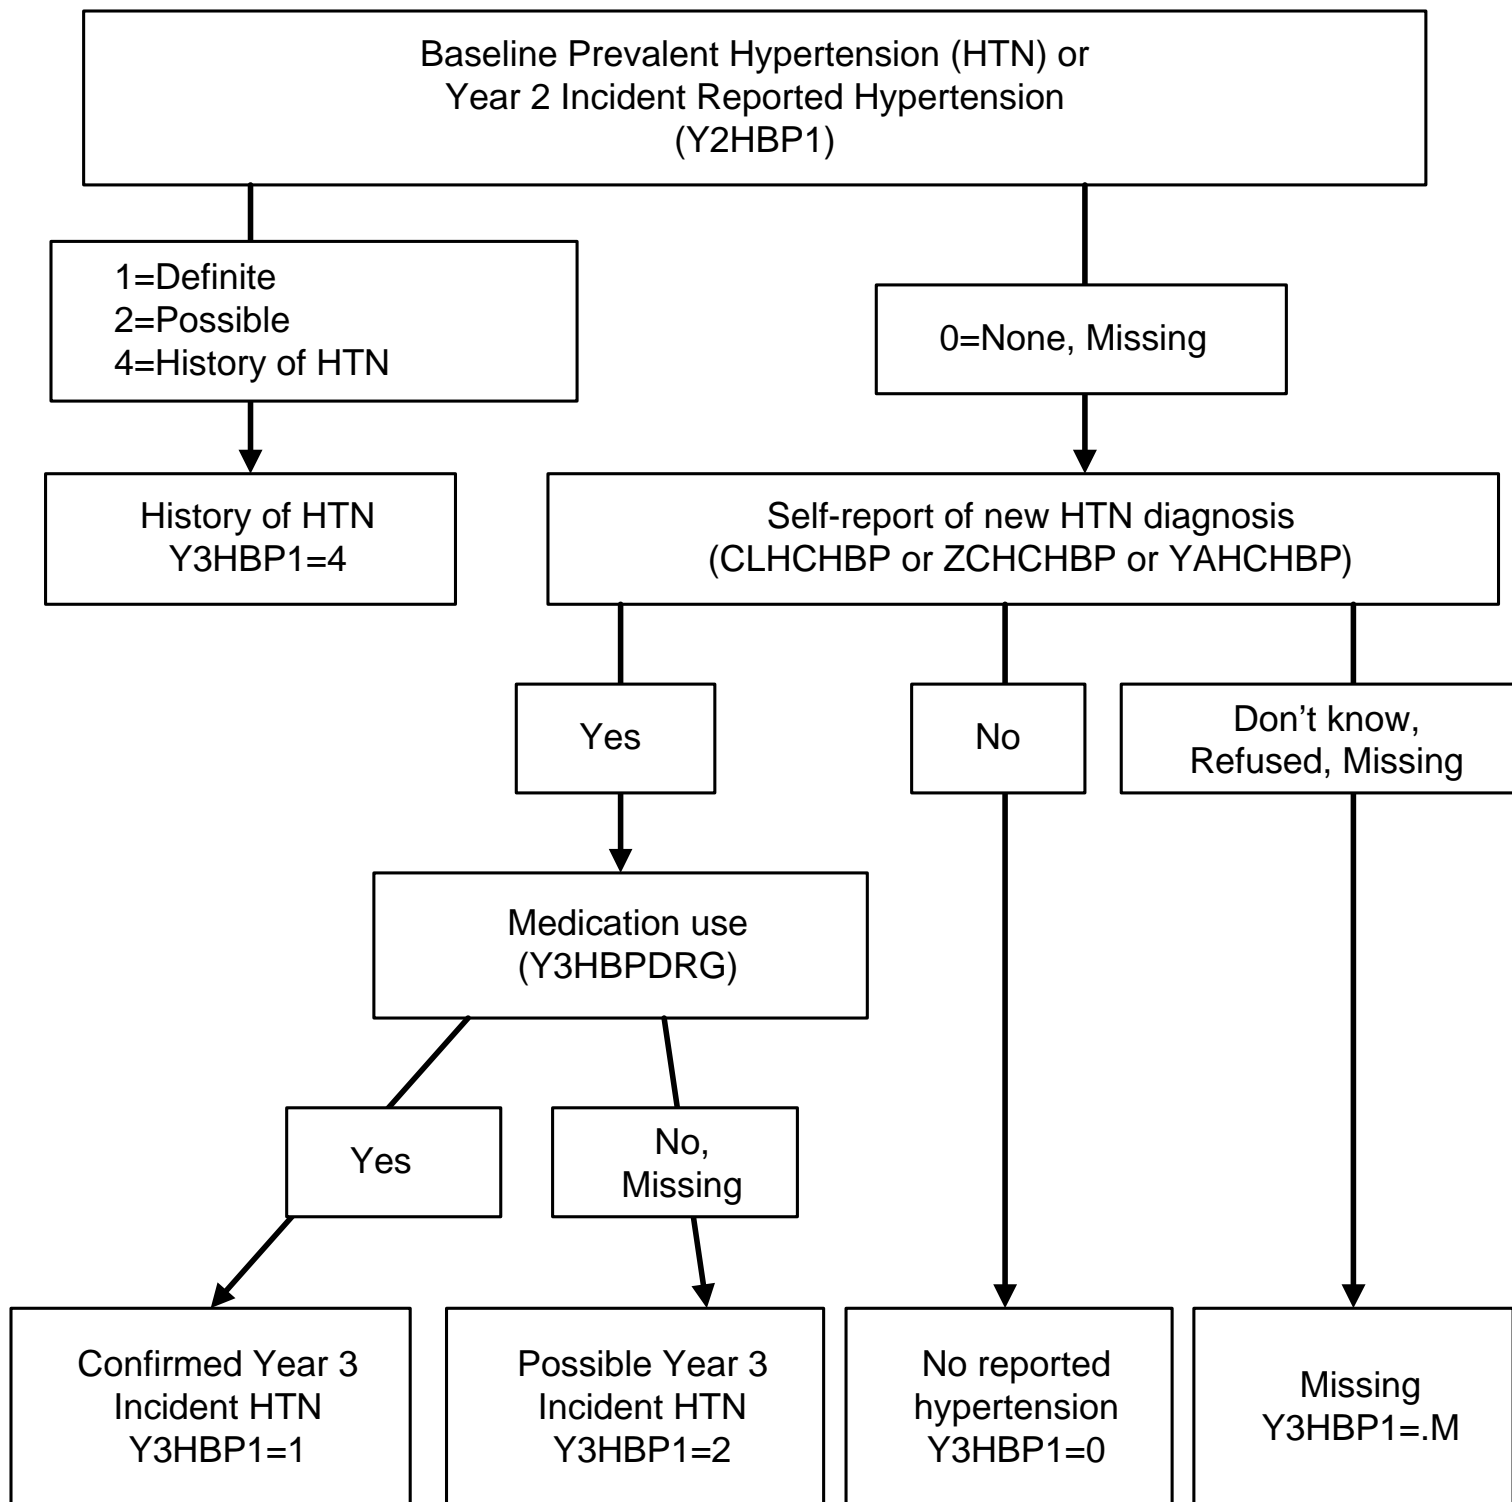 Baseline Prevalent Hypertension (HTN) or
Year 2 Incident Reported Hypertension
(Y2HBP1)
1=Definite
2=Possible
4=History of HTN
0=None, Missing
History of HTN
Y3HBP1=4
Self-report of new HTN diagnosis
(CLHCHBP or ZCHCHBP or YAHCHBP)
Yes
No
Don’t know,
Refused, Missing
Medication use
(Y3HBPDRG)
Yes
No,
Missing
Confirmed Year 3
Incident HTN
Y3HBP1=1
Possible Year 3
Incident HTN
Y3HBP1=2
No reported
hypertension
Y3HBP1=0
Missing
Y3HBP1=.M